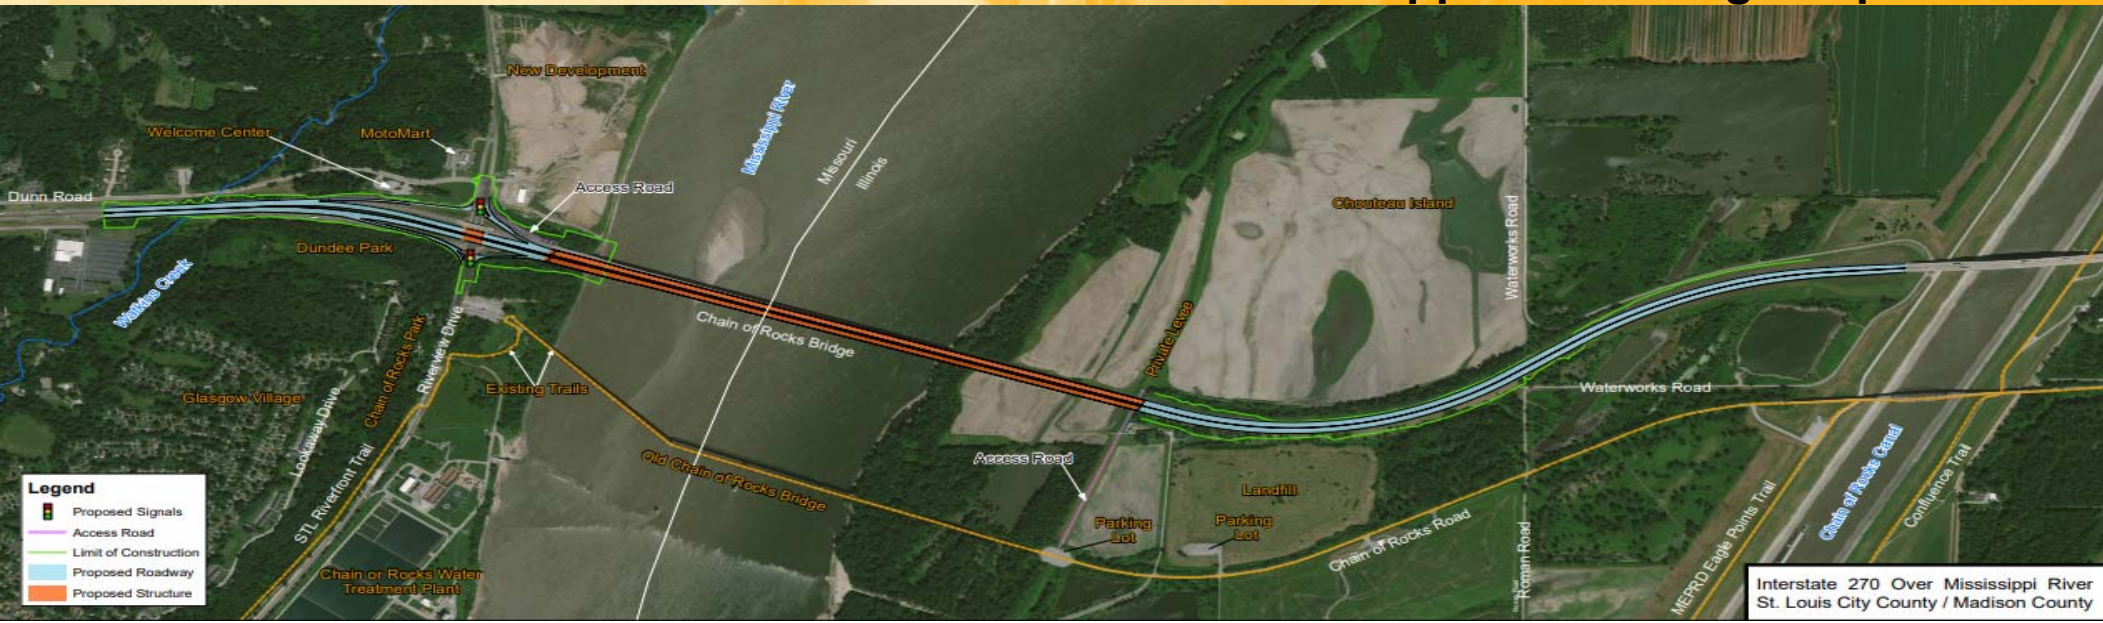 New Development
Mississippi River
Missouri
Illinois
Welcome Center
MotoMart
Dunn Road
Access Road
Dundee Park
Watkins Creek
Chain of Rocks Park
Riverview Drive
Glasgow Village
Lookaway Drive
STL Riverfront Trail
Existing Trails
Chain of Rocks Bridge
Old Chain of Rocks Bridge
Chain or Rocks Water
Treatment Plant
Chouteau Island
Private Levee
Waterworks Road
Waterworks Road
Access Road
Parking
Lot
Landfill
Parking
Lot
Chain of Rocks Road
Roman Road
MEPRD Eagle Points Trail
Chain of Rocks Canal
Confluence Trail
Legend
Proposed Signals
Access Road
Limit of Construction
Proposed Roadway
Proposed Structure
Interstate 270 Over Mississippi River
St. Louis City County / Madison County